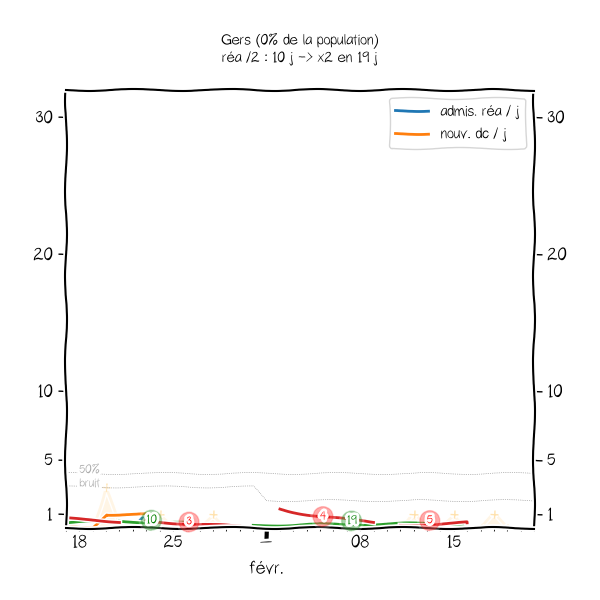 Gers (0% de la population)
réa /2 : 10 j -> x2 en 19 j
admis. réa / j
nouv. dc / j
30 30
20 20
10 10
5 5
50%
bruit
1 1
10 3 4 19 5
18 25 08 15
févr.